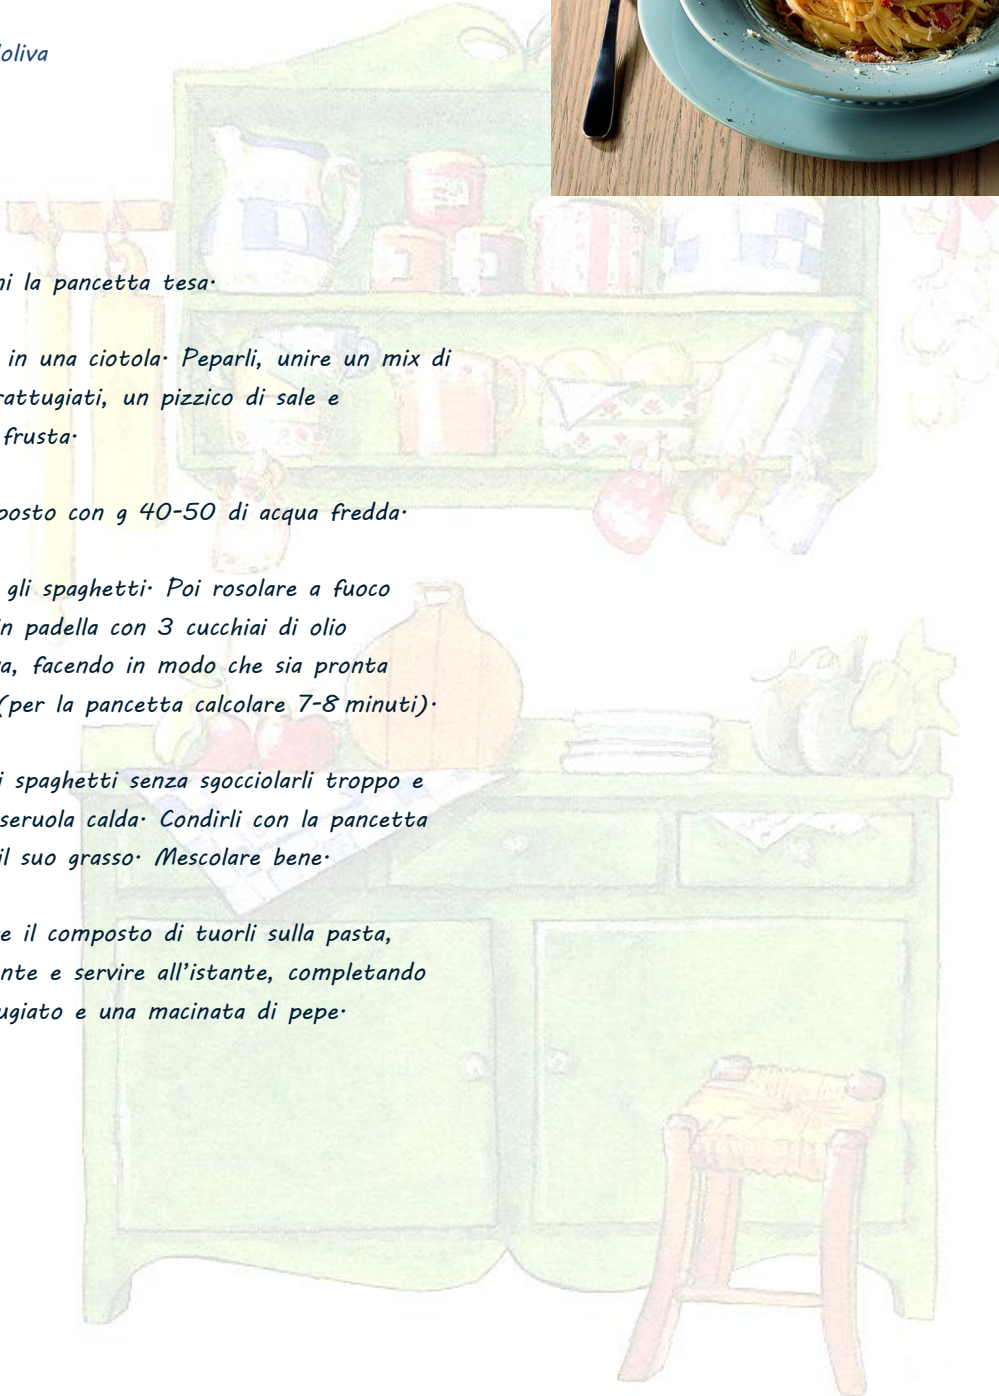 'oliva
ni la pancetta tesa.
in una ciotola. Peparli, unire un mix di
rattugiati, un pizzico di sale e
frusta.
posto con g 40-50 di acqua fredda.
gli spaghetti. Poi rosolare a fuoco
in padella con 3 cucchiai di olio
a, facendo in modo che sia pronta
(per la pancetta calcolare 7-8 minuti).
i spaghetti senza sgocciolarli troppo e
seruola calda. Condirli con la pancetta
il suo grasso. Mescolare bene.
e il composto di tuorli sulla pasta,
nte e servire all'istante, completando
ugiato e una macinata di pepe.